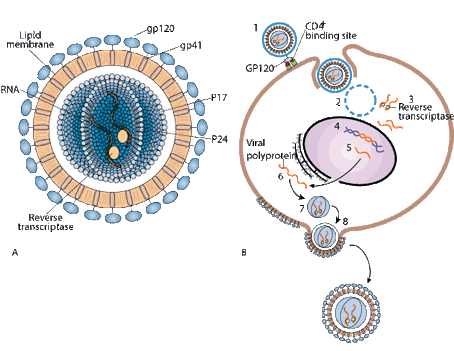 gp120
Lipid
membrane
gp41
RNA
P17
P24
Reverse
transcriptase
A
1
CD4
binding site
GP120
2
3
Reverse
transcriptase
4
5
Viral
polyprotein
6
7
8
B